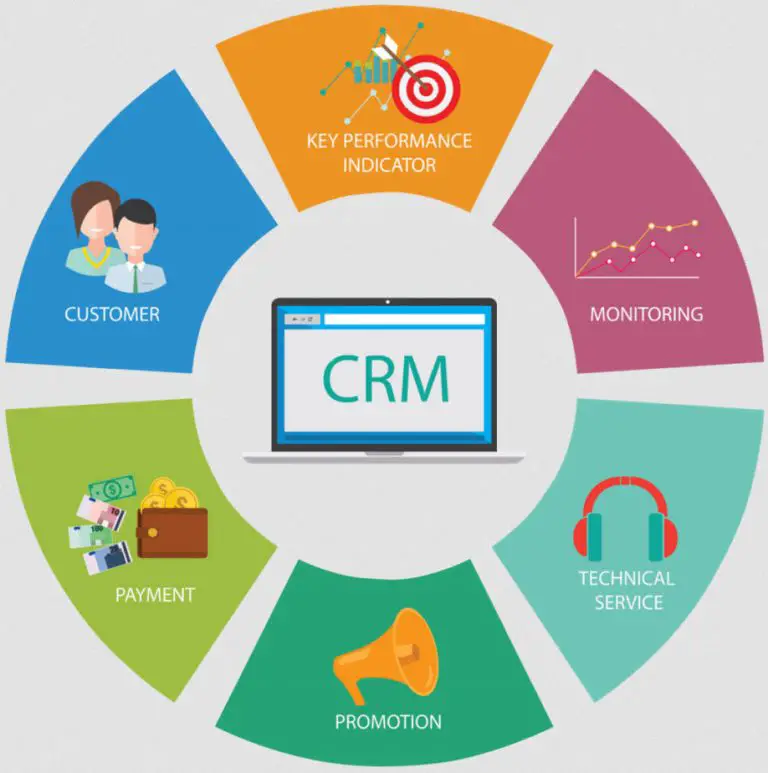 KEY PERFORMANCE
INDICATOR
CUSTOMER
MONITORING
CRM
PAYMENT
TECHNICAL
SERVICE
PROMOTION